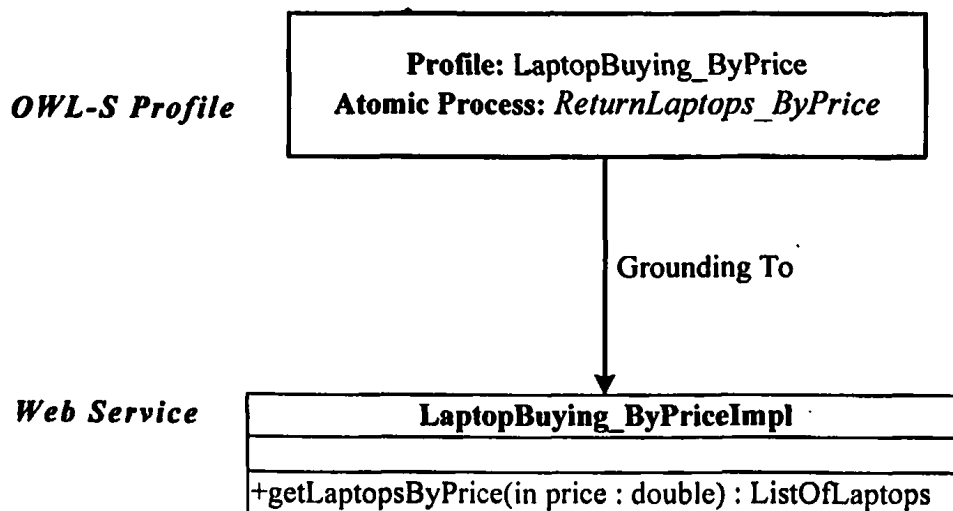 Profile: LaptopBuying_ByPrice
OWL-S Profile
Atomic Process: ReturnLaptops_ByPrice
Grounding To
Web Service
LaptopBuying_ByPriceImpl
+getLaptopsByPrice(in price : double) : ListOfLaptops